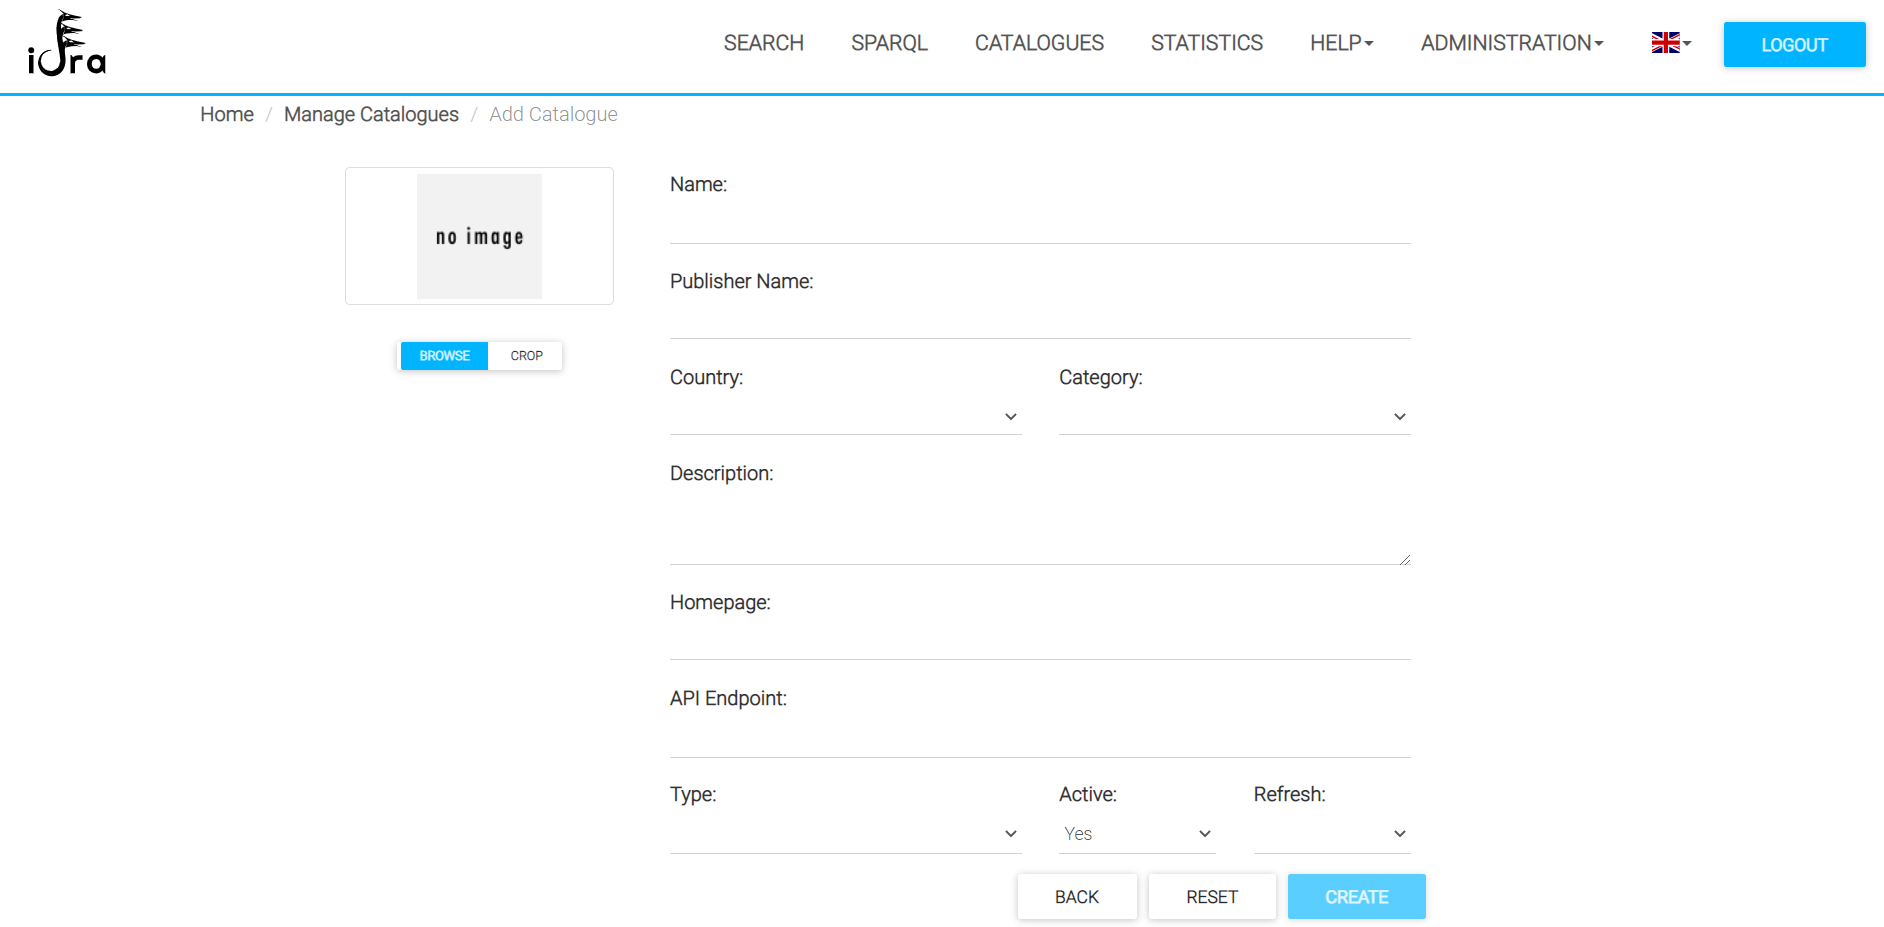 idra
SEARCH SPARQL CATALOGUES STATISTICS HELP ADMINISTRATION LOGOUT
Home / Manage Catalogues / Add Catalogue
no image
BROWSE CROP
Name:
Publisher Name:
Country: Category:
Description:
Homepage:
API Endpoint:
Type: Active: Refresh:
Yes
BACK RESET CREATE